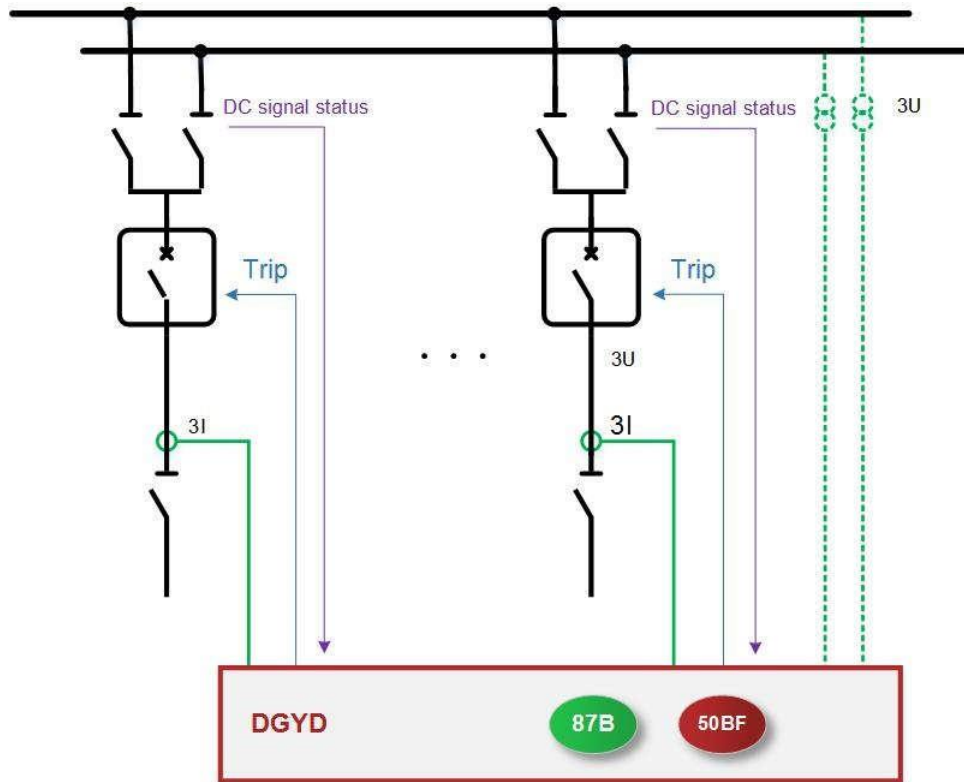 DC signal status
DC signal status
3U
Trip
Trip
. . .
3U
3I
3I
DGYD
87B
50BF